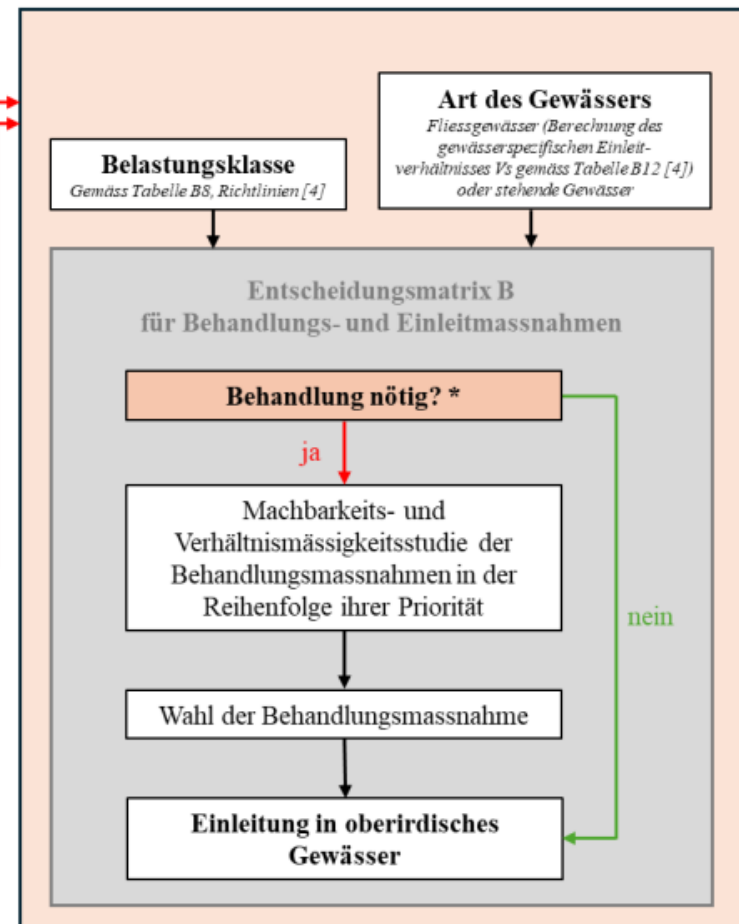 Belastungsklasse
Gemäss Tabelle B8, Richtlinien [4]
Art des Gewässers
Fliessgewässer (Berechnung des
gewässerspezifischen Einleit-
verhältnisses Vs gemäss Tabelle B12 [4])
oder stehende Gewässer
Entscheidungsmatrix B
für Behandlungs- und Einleitmassnahmen
Behandlung nötig? *
ja
Machbarkeits- und
Verhältnismässigkeitsstudie der
Behandlungsmassnahmen in der
Reihenfolge ihrer Priorität
nein
Wahl der Behandlungsmassnahme
Einleitung in oberirdisches
Gewässer